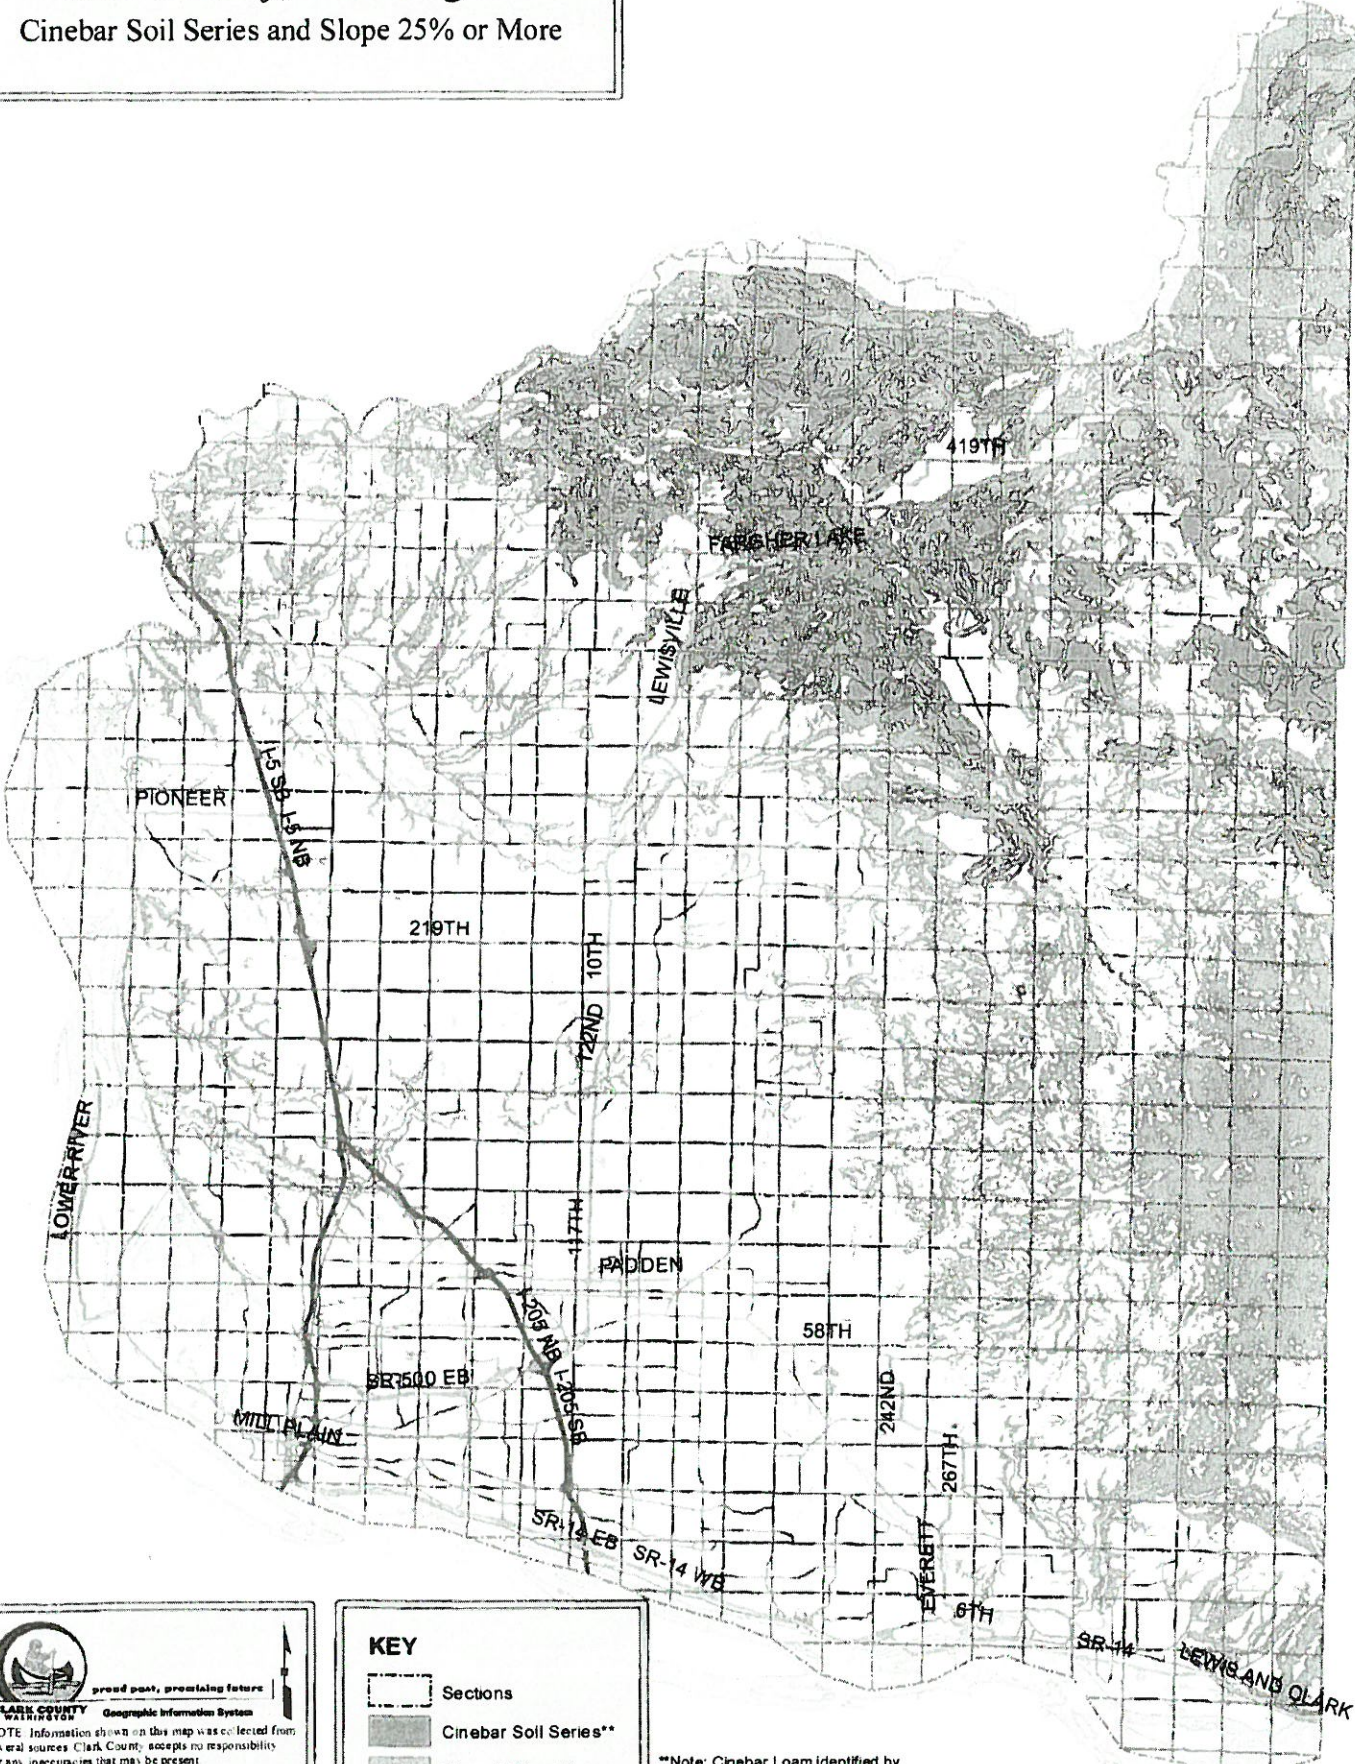 Cinebar Soil Series and Slope 25% or More
419TH
FARGHER LAKE
LEWISVILLE
PIONEER
I-5 SB I-5 NB
219TH
10TH
122ND
LOWER RIVER
117TH
PADDEN
58TH
I-205 NB I-205 SB
SR-500 EB
242ND
MILL PLAIN
267TH
SR-14 EB SR-14 WB
EVERETT
6TH
SR-14
LEWIS AND CLARK
proud past, promising future
CLARK COUNTY
WASHINGTON
Geographic Information System
NOTE Information shown on this map was collected from
several sources Clark County accepts no responsibility
for any inaccuracies that may be present
KEY
Sections
Cinebar Soil Series**
**Note: Cinebar Loam identified by